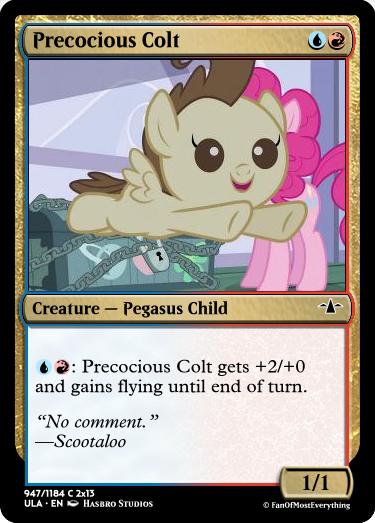 Precocious Colt
Creature — Pegasus Child
: Precocious Colt gets +2/+0
and gains flying until end of turn.
“No comment.”
—Scootaloo
1/1
947/1184 C 2x13
ULA • EN Hasbro Studios
© FanOfMostEverything